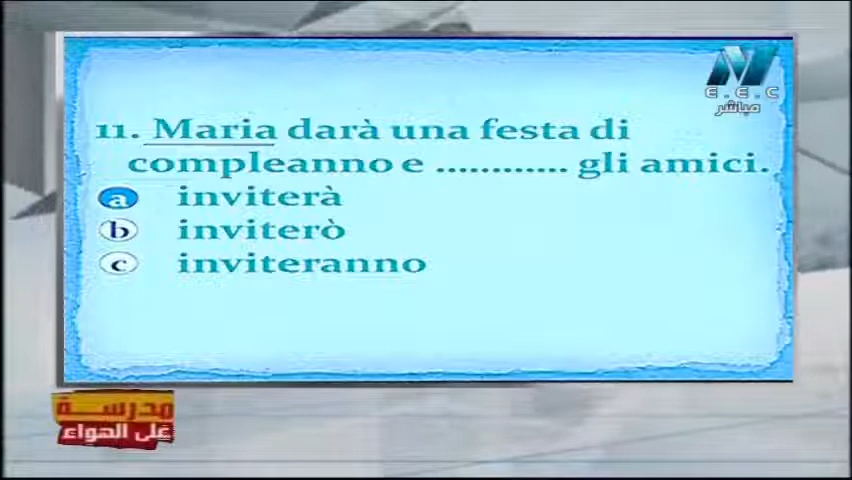 E.E.C
مباشر
11. Maria darà una festa di
compleanno e ............ gli amici.
a inviterà
b inviterò
c inviteranno
مدرسة
على الهواء